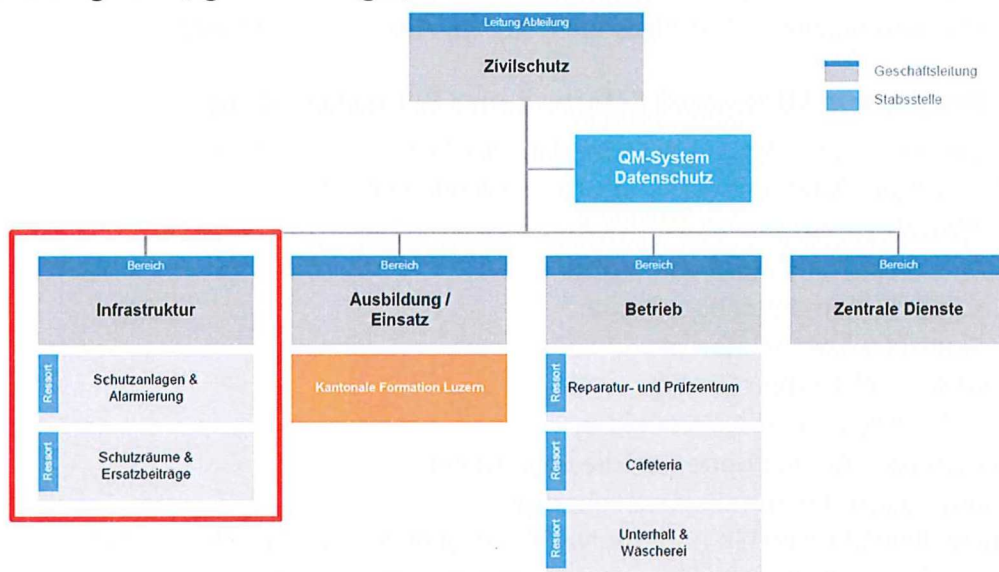 Leitung Abteilung
Zivilschutz
Geschäftsleitung
Stabsstelle
QM-System
Datenschutz
Bereich
Infrastruktur
Ressort
Schutzanlagen &
Alarmierung
Ressort
Schutzräume &
Ersatzbeiträge
Bereich
Ausbildung /
Einsatz
Kantonale Formation Luzern
Bereich
Betrieb
Ressort
Reparatur- und Prüfzentrum
Ressort
Cafeteria
Ressort
Unterhalt &
Wäscherei
Bereich
Zentrale Dienste